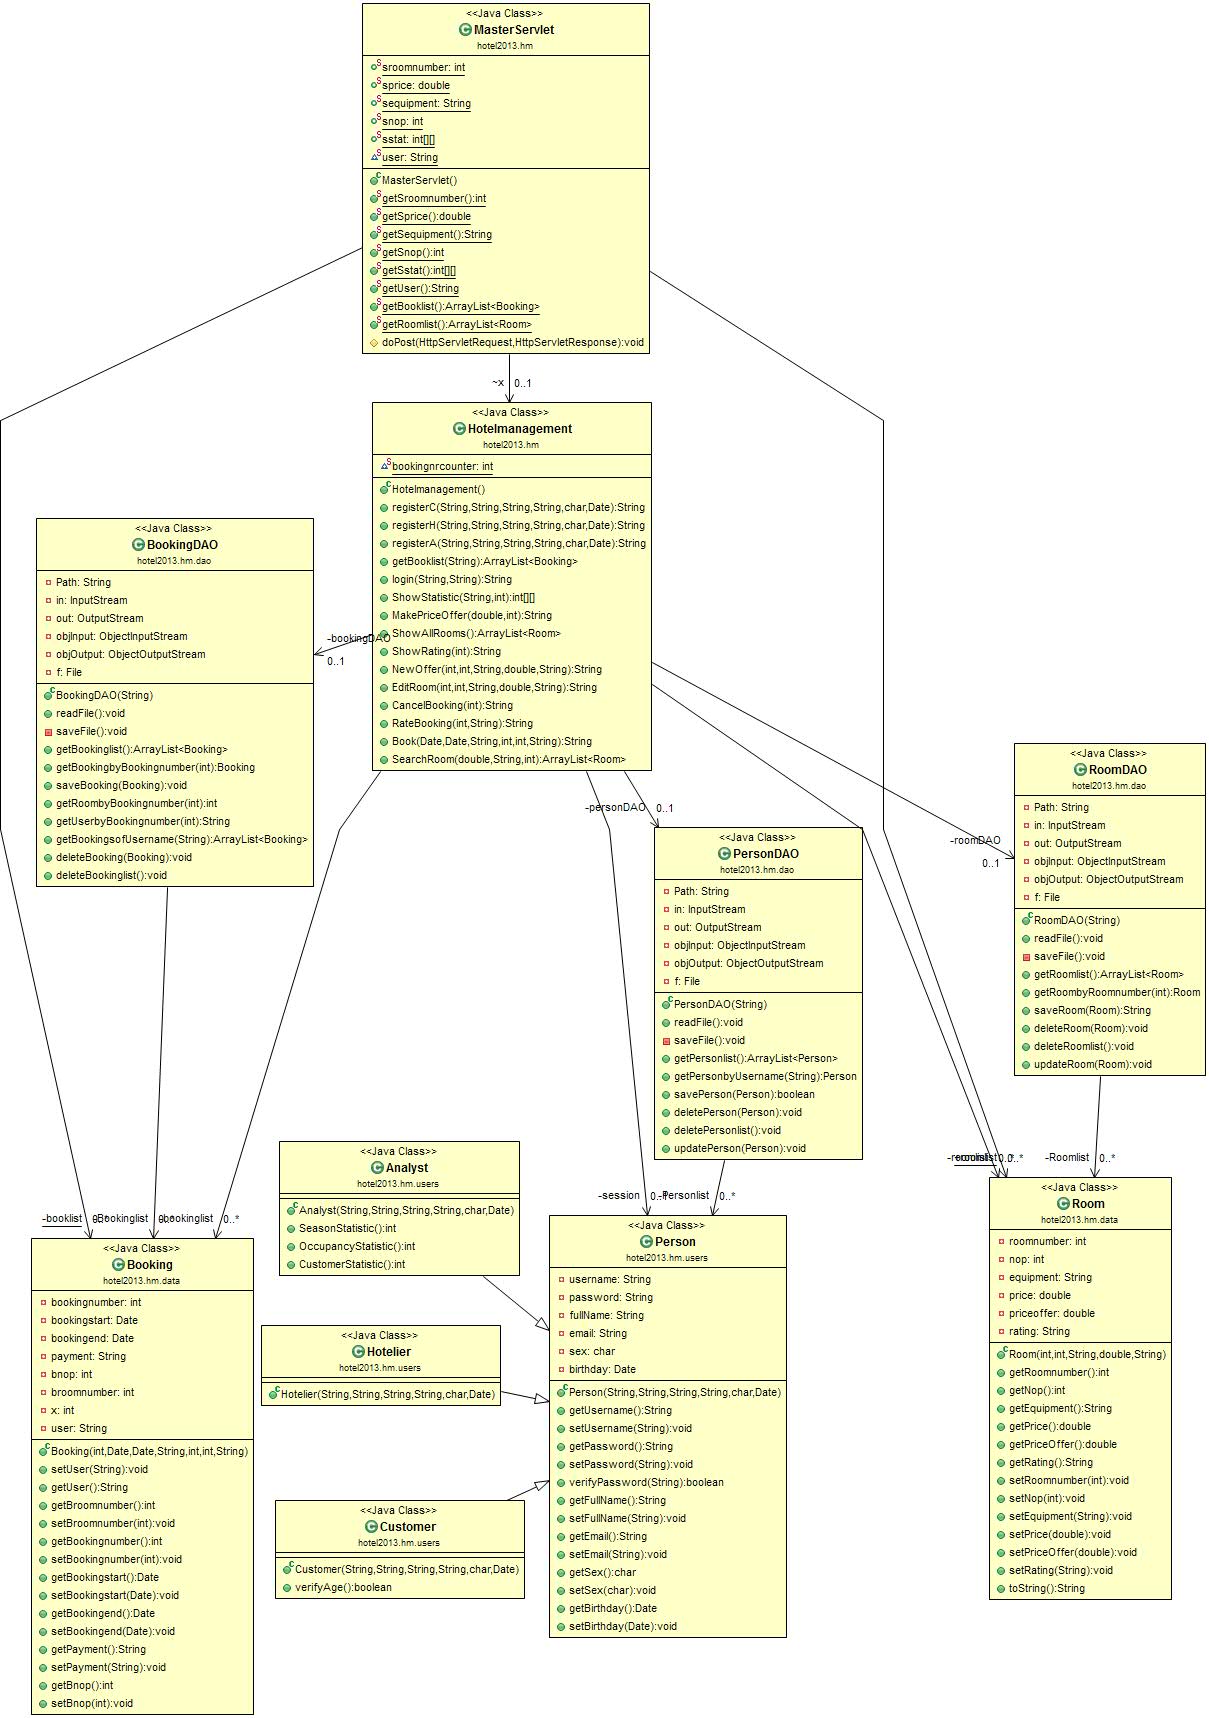 <<Java Class>>
MasterServlet
hotel2013.hm
sroomnumber: int
sprice: double
sequipment: String
snop: int
sstat: int[][]
user: String
MasterServlet()
getSroomnumber():int
getSprice():double
getSequipment():String
getSnop():int
getSstat():int[][]
getUser():String
getBooklist():ArrayList<Booking>
getRoomlist():ArrayList<Room>
doPost(HttpServletRequest,HttpServletResponse):void
~x 0..1
<<Java Class>>
Hotelmanagement
hotel2013.hm
bookingnrcounter: int
Hotelmanagement()
registerC(String,String,String,String,char,Date):String
registerH(String,String,String,String,char,Date):String
registerA(String,String,String,String,char,Date):String
getBooklist(String):ArrayList<Booking>
login(String,String):String
ShowStatistic(String,int):int[][]
MakePriceOffer(double,int):String
ShowAllRooms():ArrayList<Room>
ShowRating(int):String
NewOffer(int,int,String,double,String):String
EditRoom(int,int,String,double,String):String
CancelBooking(int):String
RateBooking(int,String):String
Book(Date,Date,String,int,int,String):String
SearchRoom(double,String,int):ArrayList<Room>
<<Java Class>>
BookingDAO
hotel2013.hm.dao
Path: String
in: InputStream
out: OutputStream
objInput: ObjectInputStream
objOutput: ObjectOutputStream
f: File
BookingDAO(String)
readFile():void
saveFile():void
getBookinglist():ArrayList<Booking>
getBookingbyBookingnumber(int):Booking
saveBooking(Booking):void
getRoombyBookingnumber(int):int
getUserbyBookingnumber(int):String
getBookingsofUsername(String):ArrayList<Booking>
deleteBooking(Booking):void
deleteBookinglist():void
-bookingDAO
0..1
-personDAO 0..1
-roomDAO
0..1
<<Java Class>>
PersonDAO
hotel2013.hm.dao
Path: String
in: InputStream
out: OutputStream
objInput: ObjectInputStream
objOutput: ObjectOutputStream
f: File
PersonDAO(String)
readFile():void
saveFile():void
getPersonlist():ArrayList<Person>
getPersonbyUsername(String):Person
savePerson(Person):boolean
deletePerson(Person):void
deletePersonlist():void
updatePerson(Person):void
<<Java Class>>
RoomDAO
hotel2013.hm.dao
Path: String
in: InputStream
out: OutputStream
objInput: ObjectInputStream
objOutput: ObjectOutputStream
f: File
RoomDAO(String)
readFile():void
saveFile():void
getRoomlist():ArrayList<Room>
getRoombyRoomnumber(int):Room
saveRoom(Room):String
deleteRoom(Room):void
deleteRoomlist():void
updateRoom(Room):void
-Roomlist 0..*
-session
-Personlist 0..*
-booklist
-Bookinglist
-bookinglist 0..*
<<Java Class>>
Analyst
hotel2013.hm.users
Analyst(String,String,String,String,char,Date)
SeasonStatistic():int
OccupancyStatistic():int
CustomerStatistic():int
<<Java Class>>
Hotelier
hotel2013.hm.users
Hotelier(String,String,String,String,char,Date)
<<Java Class>>
Customer
hotel2013.hm.users
Customer(String,String,String,String,char,Date)
verifyAge():boolean
<<Java Class>>
Booking
hotel2013.hm.data
bookingnumber: int
bookingstart: Date
bookingend: Date
payment: String
bnop: int
broomnumber: int
x: int
user: String
Booking(int,Date,Date,String,int,int,String)
setUser(String):void
getUser():String
getBroomnumber():int
setBroomnumber(int):void
getBookingnumber():int
setBookingnumber(int):void
getBookingstart():Date
setBookingstart(Date):void
getBookingend():Date
setBookingend(Date):void
getPayment():String
setPayment(String):void
getBnop():int
setBnop(int):void
<<Java Class>>
Person
hotel2013.hm.users
username: String
password: String
fullName: String
email: String
sex: char
birthday: Date
Person(String,String,String,String,char,Date)
getUsername():String
setUsername(String):void
getPassword():String
setPassword(String):void
verifyPassword(String):boolean
getFullName():String
setFullName(String):void
getEmail():String
setEmail(String):void
getSex():char
setSex(char):void
getBirthday():Date
setBirthday(Date):void
<<Java Class>>
Room
hotel2013.hm.data
roomnumber: int
nop: int
equipment: String
price: double
priceoffer: double
rating: String
Room(int,int,String,double,String)
getRoomnumber():int
getNop():int
getEquipment():String
getPrice():double
getPriceOffer():double
getRating():String
setRoomnumber(int):void
setNop(int):void
setEquipment(String):void
setPrice(double):void
setPriceOffer(double):void
setRating(String):void
toString():String